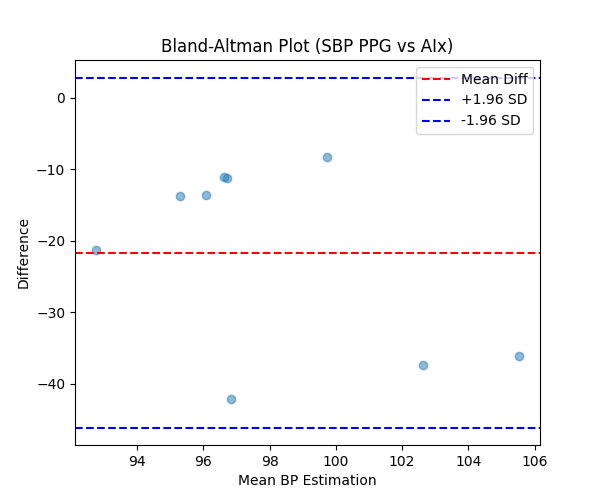 Bland-Altman Plot (SBP PPG vs AIx)
Mean Diff
+1.96 SD
-1.96 SD
0
−10
−20
−30
−40
Difference
94
96
98
100
102
104
106
Mean BP Estimation